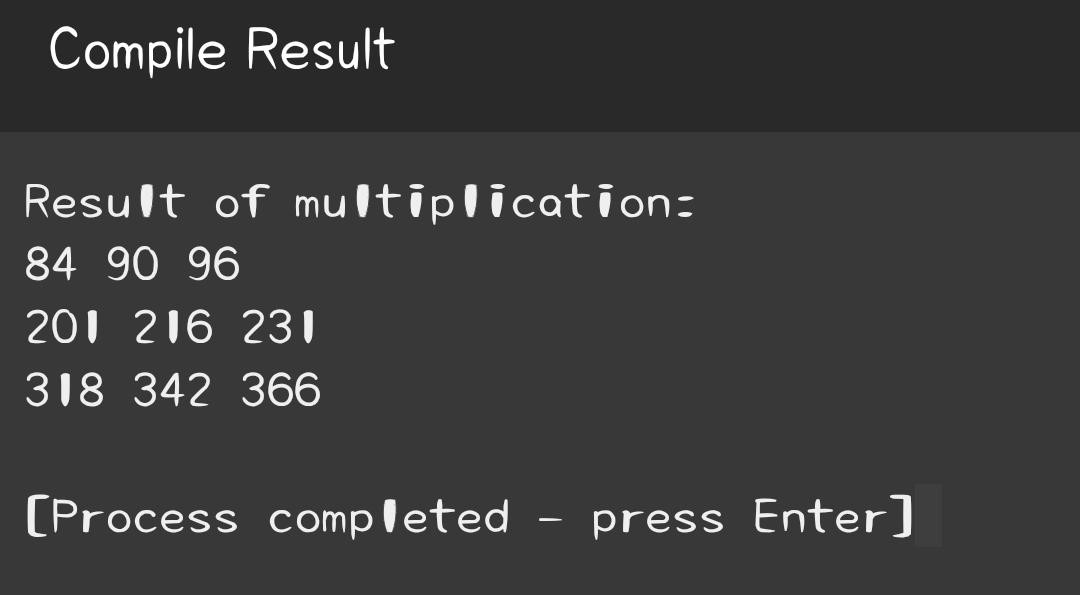 Compile Result
Result of multiplication:
84 90 96
201 216 231
318 342 366
[Process completed - press Enter]